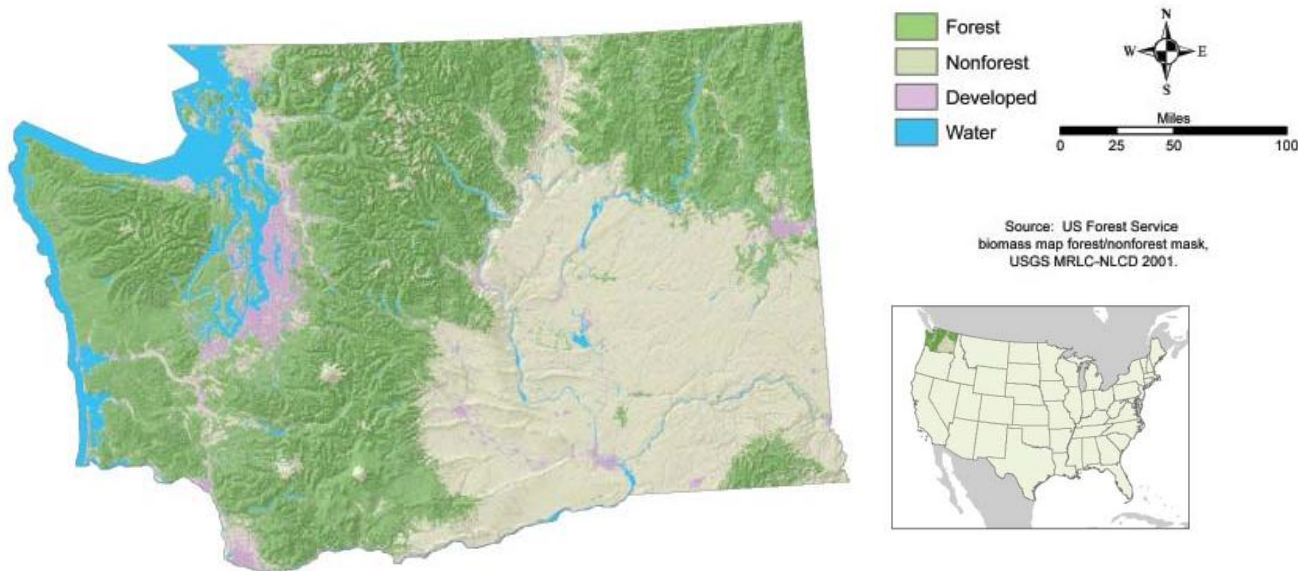 Forest
Nonforest
Developed
Water
N
W E
S
Miles
0 25 50 100
Source: US Forest Service
biomass map forest/nonforest mask,
USGS MRLC-NLCD 2001.